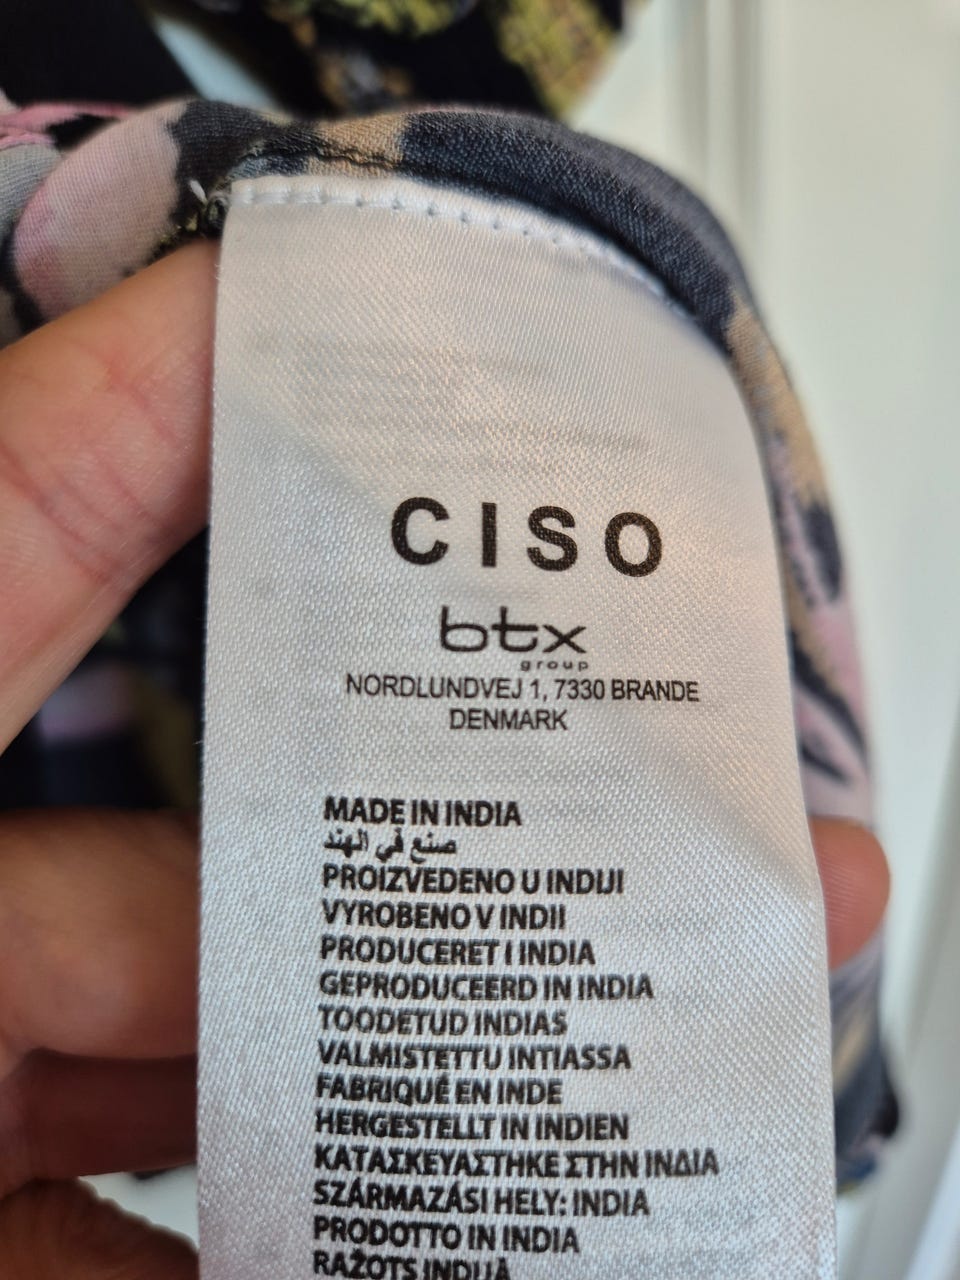 CISO
btx
group
NORDLUNDVEJ 1, 7330 BRANDE
DENMARK
MADE IN INDIA
صنع في الهند
PROIZVEDENO U INDIJI
VYROBENO V INDII
PRODUCERET I INDIA
GEPRODUCEERD IN INDIA
TOODETUD INDIAS
VALMISTETTU INTIASSA
FABRIQUÉ EN INDE
HERGESTELLT IN INDIEN
ΚΑΤΑΣΚΕΥΑΣΤΗΚΕ ΣΤΗΝ ΙΝΔΙΑ
SZÁRMAZÁSI HELY: INDIA
PRODOTTO IN INDIA
RAŽOTS INDIJĀ